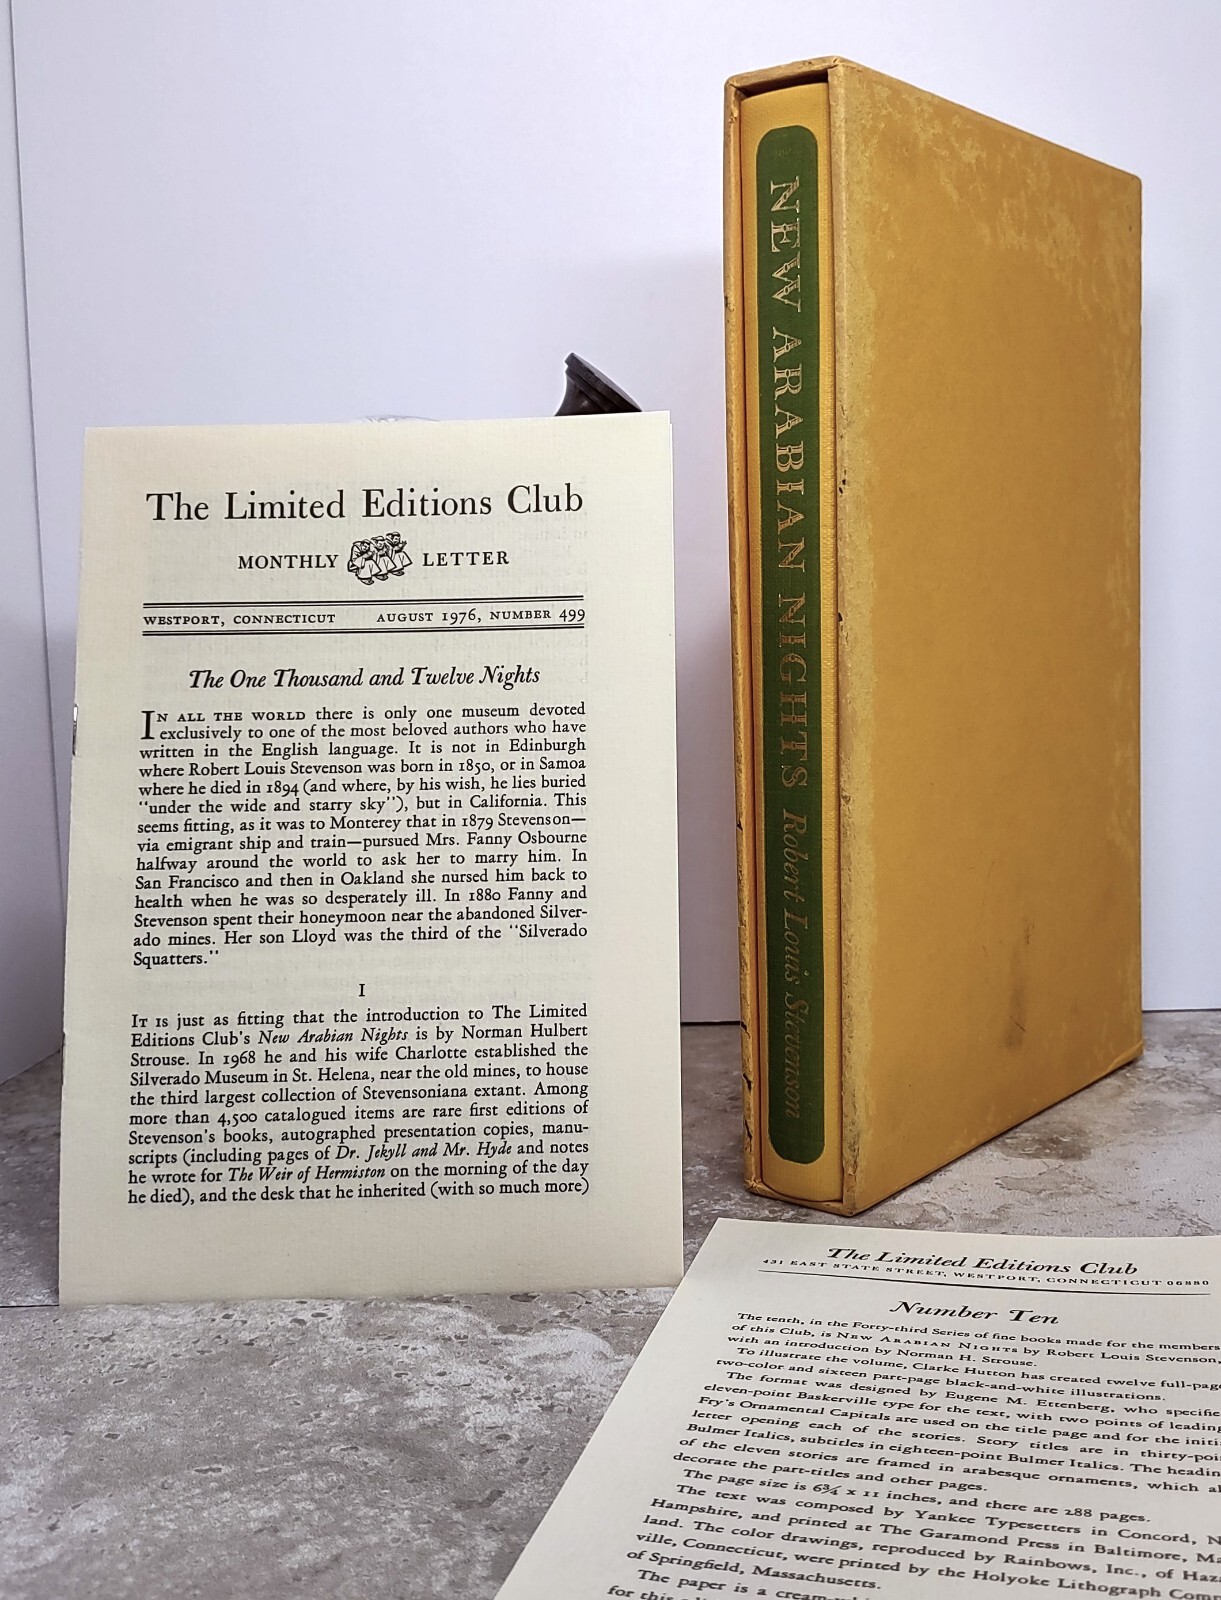 The Limited Editions Club
MONTHLY LETTER
WESTPORT, CONNECTICUT AUGUST 1976, NUMBER 499
The One Thousand and Twelve Nights
IN ALL THE WORLD there is only one museum devoted
exclusively to one of the most beloved authors who have
written in the English language. It is not in Edinburgh
where Robert Louis Stevenson was born in 1850, or in Samoa
where he died in 1894 (and where, by his wish, he lies buried
"under the wide and starry sky"), but in California. This
seems fitting, as it was to Monterey that in 1879 Stevenson—
via emigrant ship and train—pursued Mrs. Fanny Osbourne
halfway around the world to ask her to marry him. In
San Francisco and then in Oakland she nursed him back to
health when he was so desperately ill. In 1880 Fanny and
Stevenson spent their honeymoon near the abandoned Silver-
ado mines. Her son Lloyd was the third of the "Silverado
Squatters."
I
IT IS just as fitting that the introduction to The Limited
Editions Club's New Arabian Nights is by Norman Hulbert
Strouse. In 1968 he and his wife Charlotte established the
Silverado Museum in St. Helena, near the old mines, to house
the third largest collection of Stevensoniana extant. Among
more than 4,500 catalogued items are rare first editions of
Stevenson's books, autographed presentation copies, manu-
scripts (including pages of Dr. Jekyll and Mr. Hyde and notes
he wrote for The Weir of Hermiston on the morning of the day
he died), and the desk that he inherited (with so much more)
NEW ARABIAN NIGHTS Robert Louis Stevenson
The Limited Editions Club
431 EAST STATE STREET, WESTPORT, CONNECTICUT 06880
Number Ten
The tenth, in the Forty-third Series of fine books made for the members
of this Club, is NEW ARABIAN NIGHTS by Robert Louis Stevenson,
with an introduction by Norman H. Strouse.
To illustrate the volume, Clarke Hutton has created twelve full-page
two-color and sixteen part-page black-and-white illustrations.
The format was designed by Eugene M. Ettenberg, who specifie
eleven-point Baskerville type for the text, with two points of leading
Fry's Ornamental Capitals are used on the title page and for the initi
letter opening each of the stories. Story titles are in thirty-poi
Bulmer Italics, subtitles in eighteen-point Bulmer Italics. The headin
of the eleven stories are framed in arabesque ornaments, which al
decorate the part-titles and other pages.
The page size is 6¾ x 11 inches, and there are 288 pages.
The text was composed by Yankee Typesetters in Concord, N
Hampshire, and printed at The Garamond Press in Baltimore, Ma
land. The color drawings, reproduced by Rainbows, Inc., of Haza
ville, Connecticut, were printed by the Holyoke Lithograph Comp
of Springfield, Massachusetts.
The paper is a cream-
for this